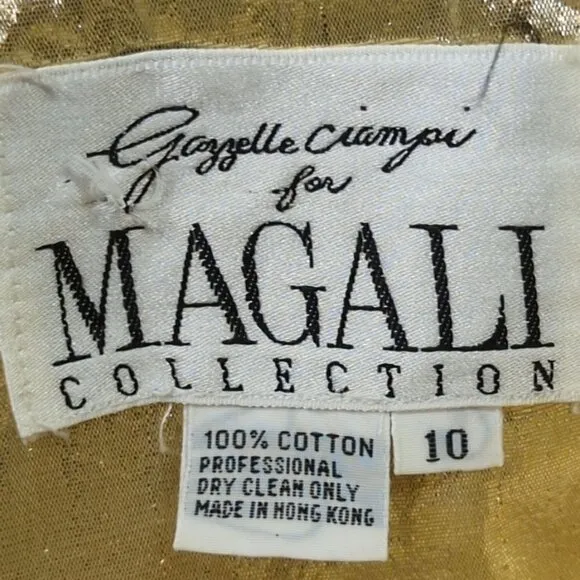 Gazzelle Ciampi
for
MAGALI
COLLECTION
100% COTTON
PROFESSIONAL
DRY CLEAN ONLY
MADE IN HONG KONG
10